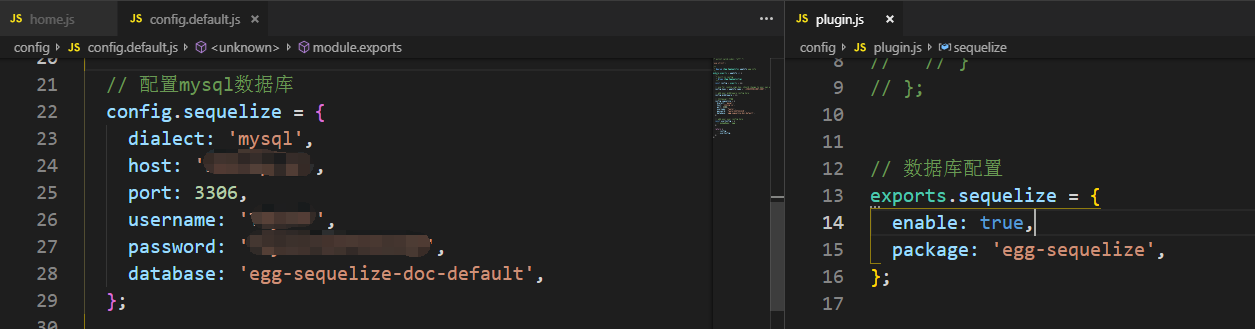 JS home.js
JS config.default.js ×
config > JS config.default.js > <unknown> > module.exports
20
21 // 配置mysql数据库
22 config.sequelize = {
23 dialect: 'mysql',
24 host: ' ,
25 port: 3306,
26 username: ' ',
27 password: ' ',
28 database: 'egg-sequelize-doc-default',
29 };
30
JS plugin.js ×
config > JS plugin.js > sequelize
8 // // }
9 // };
10
11
12 // 数据库配置
13 exports.sequelize = {
14 enable: true,
15 package: 'egg-sequelize',
16 };
17